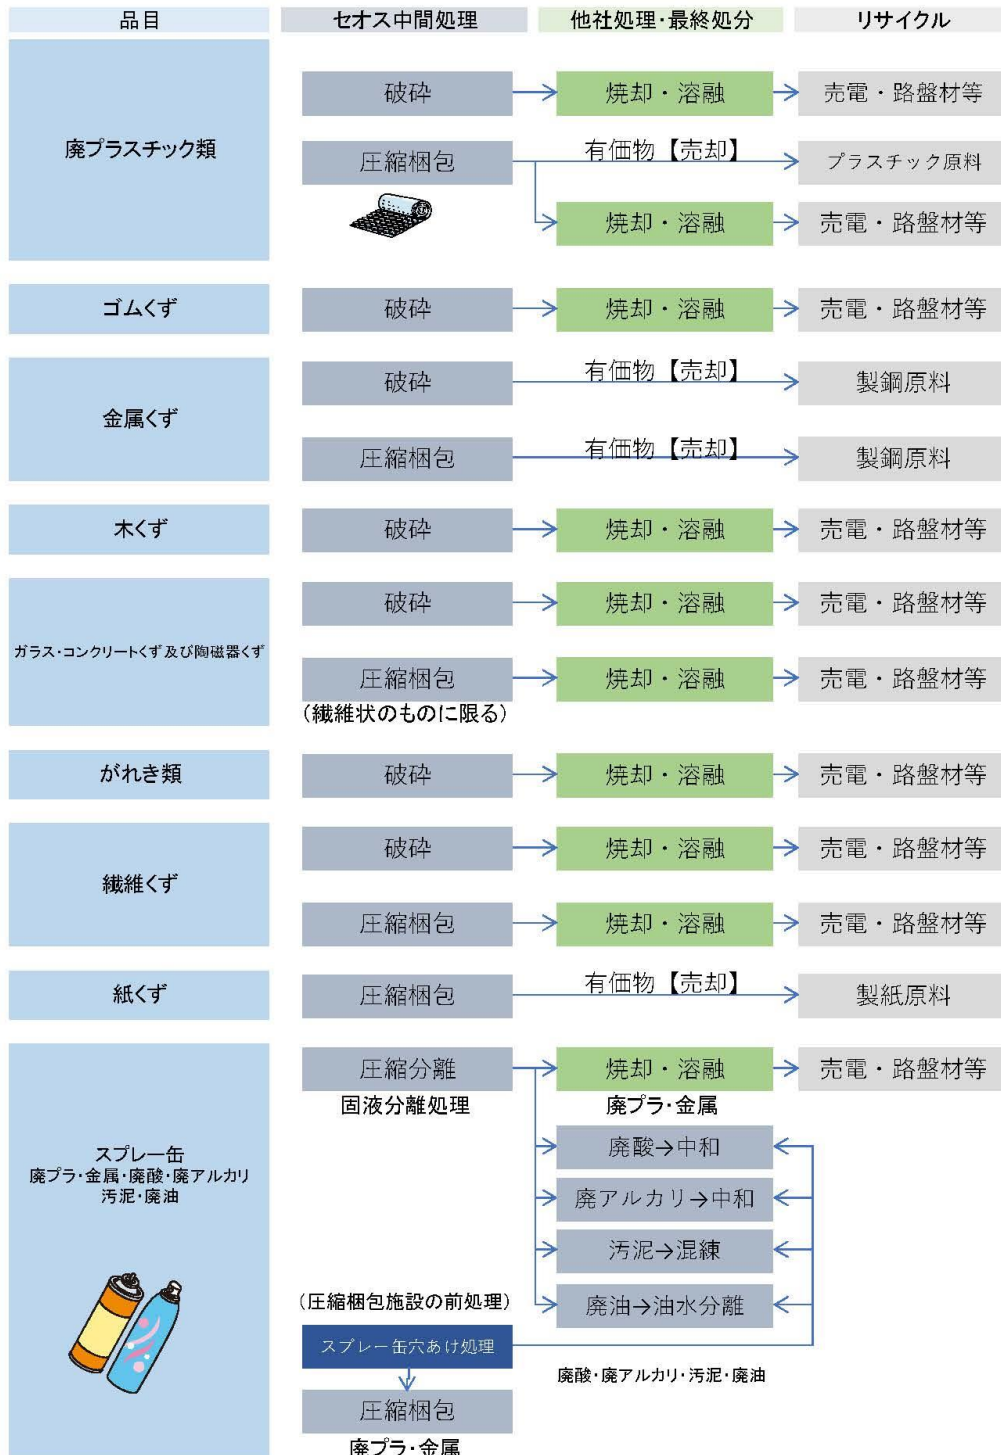 品目
セオス中間処理
他社処理・最終処分
リサイクル
廃プラスチック類
破砕
焼却・溶融
売電・路盤材等
圧縮梱包
有価物【売却】
プラスチック原料
焼却・溶融
売電・路盤材等
ゴムくず
破砕
焼却・溶融
売電・路盤材等
金属くず
破砕
有価物【売却】
製鋼原料
圧縮梱包
有価物【売却】
製鋼原料
木くず
破砕
焼却・溶融
売電・路盤材等
ガラス・コンクリートくず及び陶磁器くず
破砕
焼却・溶融
売電・路盤材等
圧縮梱包
(繊維状のものに限る)
焼却・溶融
売電・路盤材等
がれき類
破砕
焼却・溶融
売電・路盤材等
繊維くず
破砕
焼却・溶融
売電・路盤材等
圧縮梱包
焼却・溶融
売電・路盤材等
紙くず
圧縮梱包
有価物【売却】
製紙原料
スプレー缶
廃プラ・金属・廃酸・廃アルカリ
汚泥・廃油
圧縮分離
固液分離処理
焼却・溶融
廃プラ・金属
売電・路盤材等
廃酸→中和
廃アルカリ→中和
汚泥→混練
廃油→油水分離
(圧縮梱包施設の前処理)
スプレー缶穴あけ処理
廃酸・廃アルカリ・汚泥・廃油
圧縮梱包
廃プラ・金属